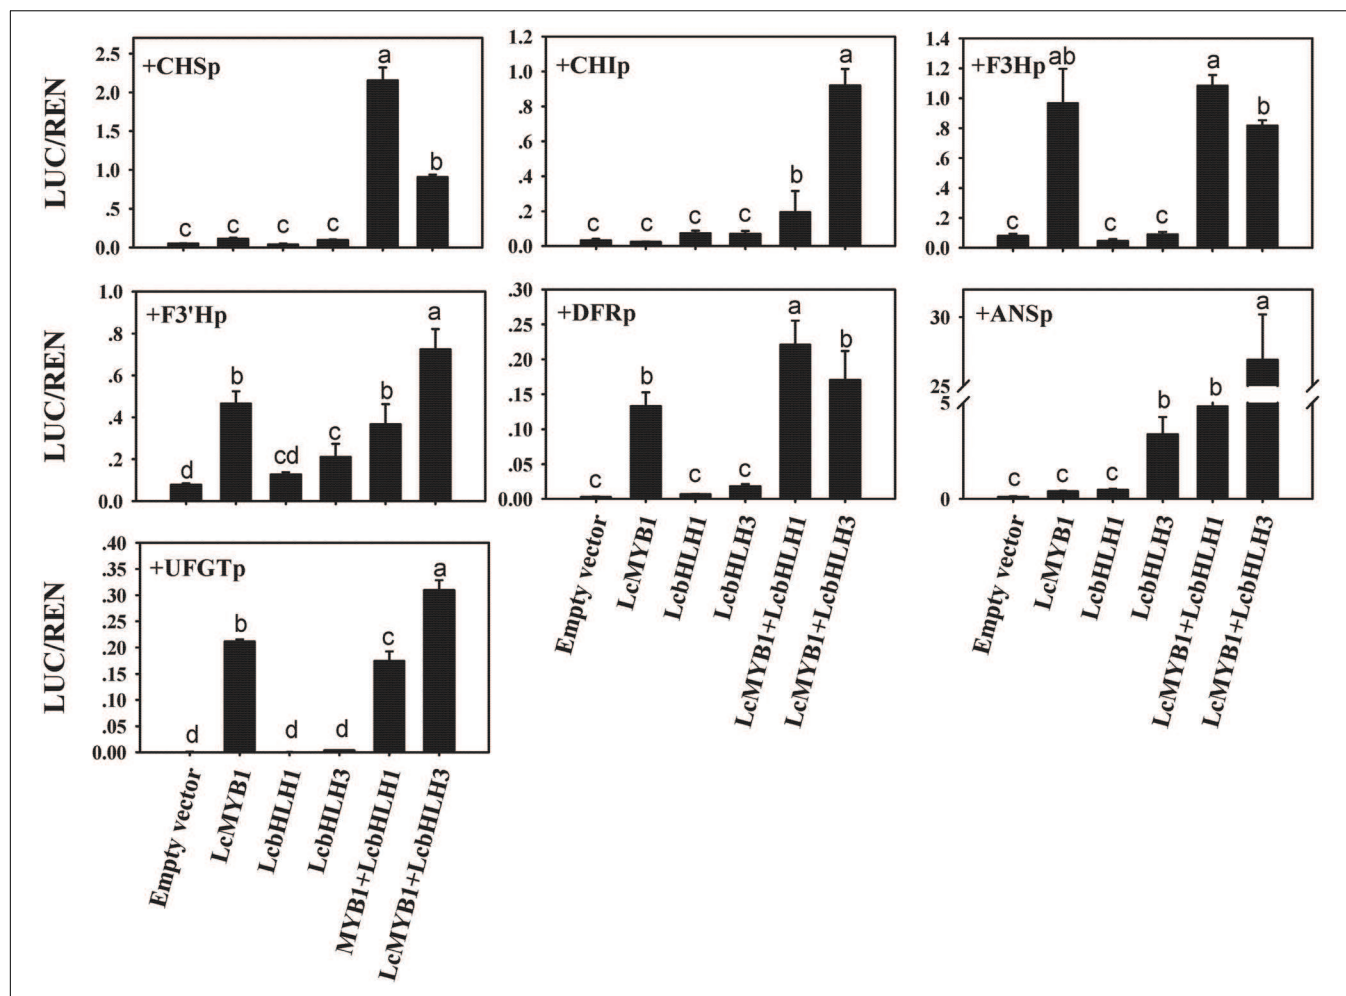 +CHSp
LUC/REN
2.5
2.0
1.5
1.0
.5
0.0
c
c
c
c
a
b
+CHIp
1.2
1.0
.8
.6
.4
.2
0.0
c
c
c
c
b
a
+F3Hp
1.4
1.2
1.0
.8
.6
.4
.2
0.0
c
ab
c
c
a
b
+F3'Hp
LUC/REN
1.0
.8
.6
.4
.2
0.0
d
b
cd
c
b
a
+DFRp
.30
.25
.20
.15
.10
.05
0.00
c
b
c
c
a
b
Empty vector
LcMYB1
LcbHLH1
LcbHLH3
LcMYB1+LcbHLH1
LcMYB1+LcbHLH3
+ANSp
30
25
5
0
c
c
c
b
b
a
Empty vector
LcMYB1
LcbHLH1
LcbHLH3
LcMYB1+LcbHLH1
LcMYB1+LcbHLH3
+UFGTp
LUC/REN
.40
.35
.30
.25
.20
.15
.10
.05
0.00
d
b
d
d
c
a
Empty vector
LcMYB1
LcbHLH1
LcbHLH3
MYB1+LcbHLH1
LcMYB1+LcbHLH3